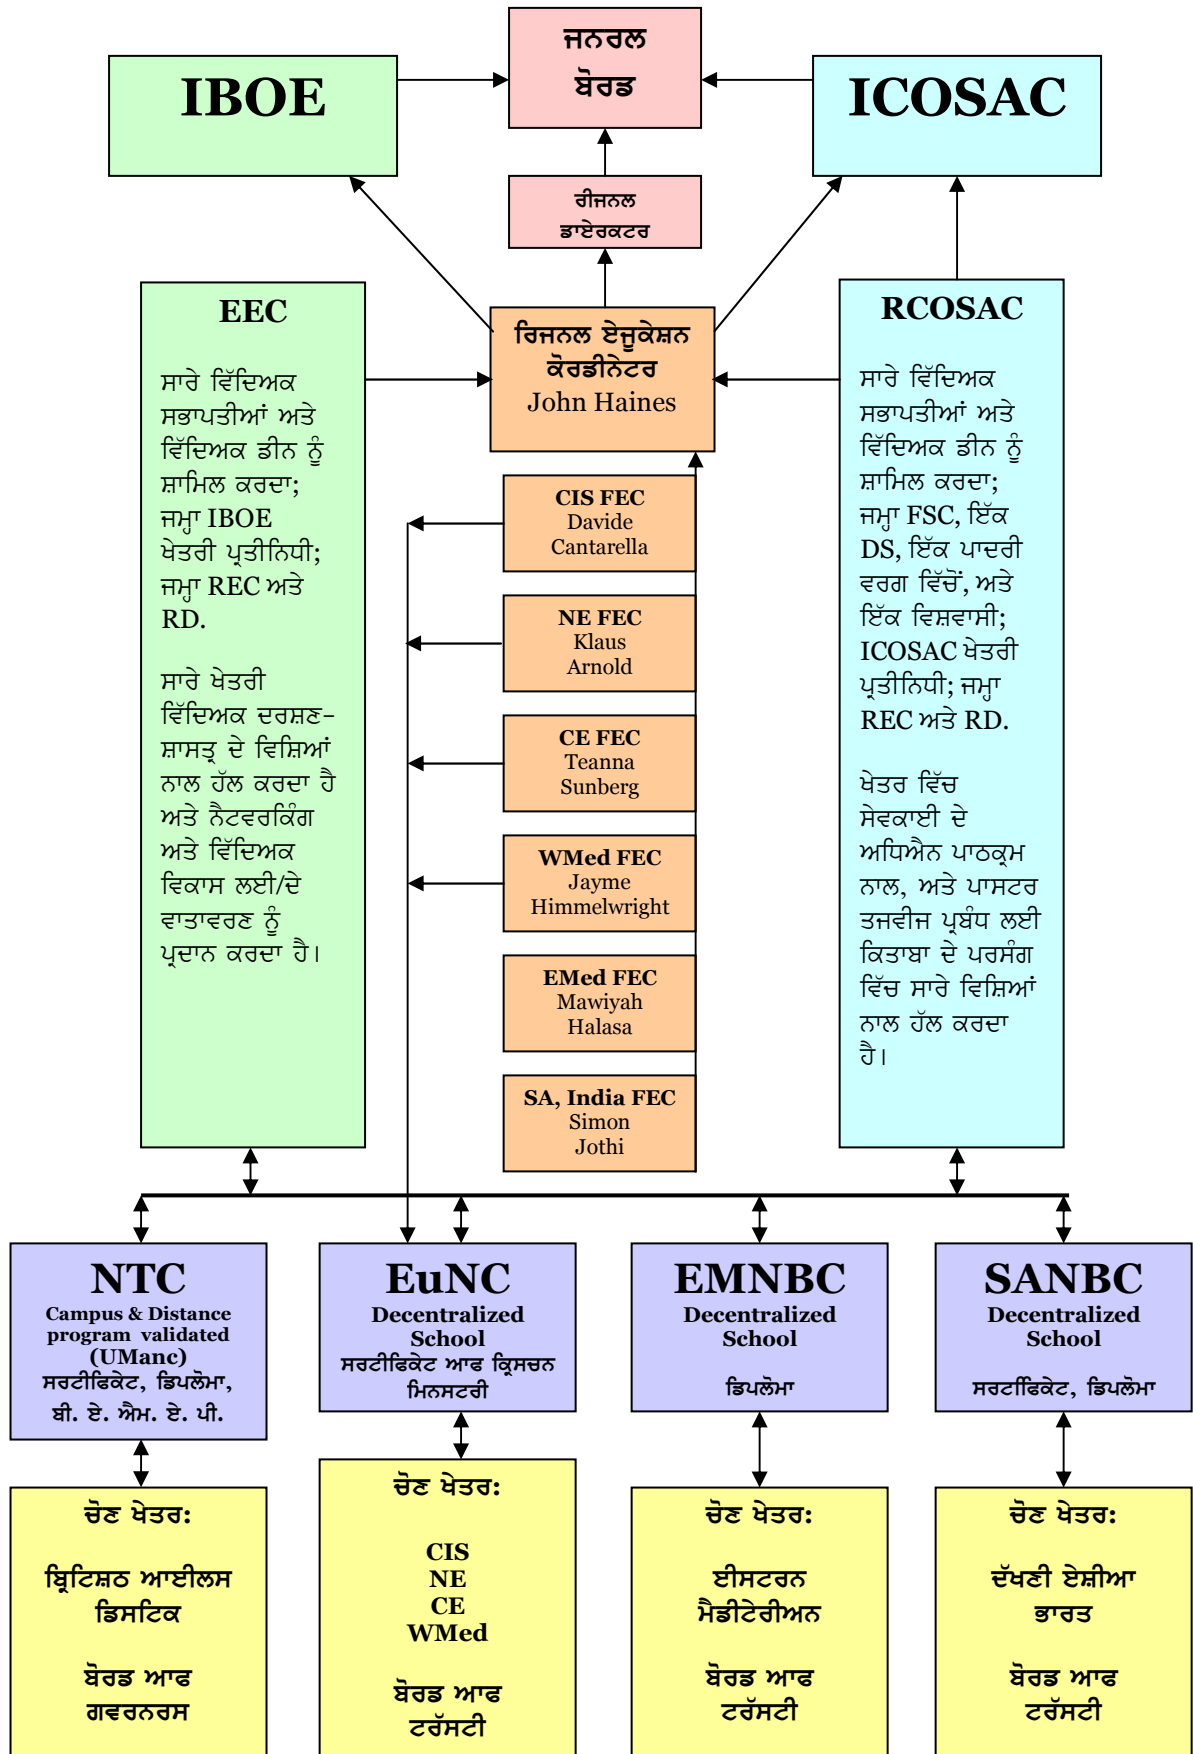 ਜਨਰਲ
ਬੋਰਡ
IBOE
ICOSAC
ਰੀਜਨਲ
ਡਾਏਰਕਟਰ
EEC
ਸਾਰੇ ਵਿੱਦਿਅਕ
ਸਭਾਪਤੀਆਂ ਅਤੇ
ਵਿੱਦਿਅਕ ਡੀਨ ਨੂੰ
ਸ਼ਾਮਿਲ ਕਰਦਾ;
ਜਮ੍ਹਾ IBOE
ਖੇਤਰੀ ਪ੍ਰਤੀਨਿਧੀ;
ਜਮ੍ਹਾ REC ਅਤੇ
RD.
ਸਾਰੇ ਖੇਤਰੀ
ਵਿੱਦਿਅਕ ਦਰਸ਼ਣ-
ਸ਼ਾਸਤ੍ਰ ਦੇ ਵਿਸ਼ਿਆਂ
ਨਾਲ ਹੱਲ ਕਰਦਾ ਹੈ
ਅਤੇ ਨੈਟਵਰਕਿੰਗ
ਅਤੇ ਵਿੱਦਿਅਕ
ਵਿਕਾਸ ਲਈ/ਦੇ
ਵਾਤਾਵਰਣ ਨੂੰ
ਪ੍ਰਦਾਨ ਕਰਦਾ ਹੈ।
ਰਿਜਨਲ ਏਜੂਕੇਸ਼ਨ
ਕੋਰਡੀਨੇਟਰ
John Haines
CIS FEC
Davide
Cantarella
NE FEC
Klaus
Arnold
CE FEC
Teanna
Sunberg
WMed FEC
Jayme
Himmelwright
EMed FEC
Mawiyah
Halasa
SA, India FEC
Simon
Jothi
RCOSAC
ਸਾਰੇ ਵਿੱਦਿਅਕ
ਸਭਾਪਤੀਆਂ ਅਤੇ
ਵਿੱਦਿਅਕ ਡੀਨ ਨੂੰ
ਸ਼ਾਮਿਲ ਕਰਦਾ;
ਜਮ੍ਹਾ FSC, ਇੱਕ
DS, ਇੱਕ ਪਾਦਰੀ
ਵਰਗ ਵਿੱਚੋਂ, ਅਤੇ
ਇੱਕ ਵਿਸ਼ਵਾਸੀ;
ICOSAC ਖੇਤਰੀ
ਪ੍ਰਤੀਨਿਧੀ; ਜਮ੍ਹਾ
REC ਅਤੇ RD.
ਖੇਤਰ ਵਿੱਚ
ਸੇਵਕਾਈ ਦੇ
ਅਧਿਐਨ ਪਾਠਕ੍ਰਮ
ਨਾਲ, ਅਤੇ ਪਾਸਟਰ
ਤਜਵੀਜ ਪ੍ਰਬੰਧ ਲਈ
ਕਿਤਾਬਾ ਦੇ ਪਰਸੰਗ
ਵਿੱਚ ਸਾਰੇ ਵਿਸ਼ਿਆਂ
ਨਾਲ ਹੱਲ ਕਰਦਾ
ਹੈ।
NTC
Campus & Distance
program validated
(UManc)
ਸਰਟੀਫਿਕੇਟ, ਡਿਪਲੋਮਾ,
ਬੀ. ਏ. ਐਮ. ਏ. ਪੀ.
EuNC
Decentralized
School
ਸਰਟੀਫਿਕੇਟ ਆਫ ਕ੍ਰਿਸਚਨ
ਮਿਨਸਟਰੀ
EMNBC
Decentralized
School
ਡਿਪਲੋਮਾ
SANBC
Decentralized
School
ਸਰਟਫਿਿਕੇਟ, ਡਿਪਲੋਮਾ
ਚੋਣ ਖੇਤਰ:
ਬ੍ਰਿਟਿਸ਼ਠ ਆਈਲਸ
ਡਿਸਟਿਕ
ਬੋਰਡ ਆਫ
ਗਵਰਨਰਸ
ਚੋਣ ਖੇਤਰ:
CIS
NE
CE
WMed
ਬੋਰਡ ਆਫ
ਟਰੱਸਟੀ
ਚੋਣ ਖੇਤਰ:
ਈਸਟਰਨ
ਮੈਡੀਟੇਰੀਅਨ
ਬੋਰਡ ਆਫ
ਟਰੱਸਟੀ
ਚੋਣ ਖੇਤਰ:
ਦੱਖਣੀ ਏਸ਼ੀਆ
ਭਾਰਤ
ਬੋਰਡ ਆਫ
ਟਰੱਸਟੀ